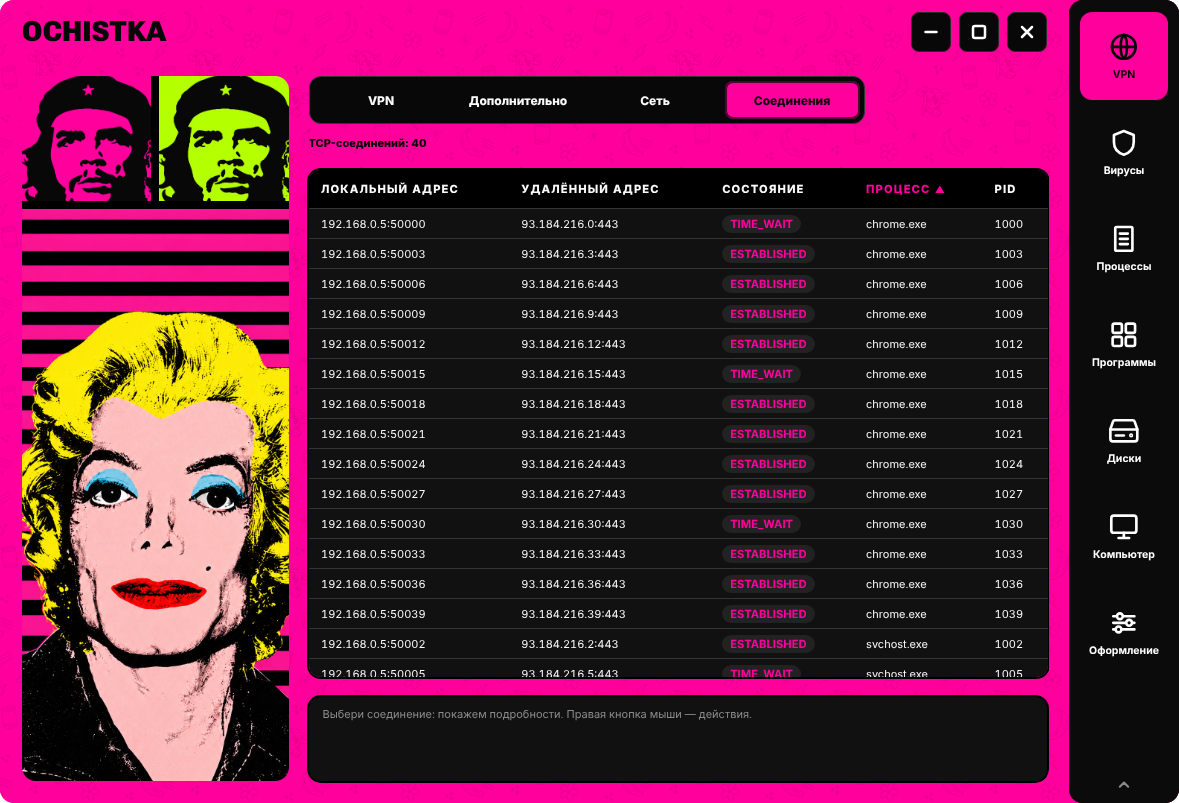 OCHISTKA
VPN Дополнительно Сеть Соединения
TCP-соединений: 40
ЛОКАЛЬНЫЙ АДРЕС УДАЛЁННЫЙ АДРЕС СОСТОЯНИЕ ПРОЦЕСС ▲ PID
192.168.0.5:50000 93.184.216.0:443 TIME_WAIT chrome.exe 1000
192.168.0.5:50003 93.184.216.3:443 ESTABLISHED chrome.exe 1003
192.168.0.5:50006 93.184.216.6:443 ESTABLISHED chrome.exe 1006
192.168.0.5:50009 93.184.216.9:443 ESTABLISHED chrome.exe 1009
192.168.0.5:50012 93.184.216.12:443 ESTABLISHED chrome.exe 1012
192.168.0.5:50015 93.184.216.15:443 TIME_WAIT chrome.exe 1015
192.168.0.5:50018 93.184.216.18:443 ESTABLISHED chrome.exe 1018
192.168.0.5:50021 93.184.216.21:443 ESTABLISHED chrome.exe 1021
192.168.0.5:50024 93.184.216.24:443 ESTABLISHED chrome.exe 1024
192.168.0.5:50027 93.184.216.27:443 ESTABLISHED chrome.exe 1027
192.168.0.5:50030 93.184.216.30:443 TIME_WAIT chrome.exe 1030
192.168.0.5:50033 93.184.216.33:443 ESTABLISHED chrome.exe 1033
192.168.0.5:50036 93.184.216.36:443 ESTABLISHED chrome.exe 1036
192.168.0.5:50039 93.184.216.39:443 ESTABLISHED chrome.exe 1039
192.168.0.5:50002 93.184.216.2:443 ESTABLISHED svchost.exe 1002
192.168.0.5:50005 93.184.216.5:443 TIME_WAIT svchost.exe 1005
Выбери соединение: покажем подробности. Правая кнопка мыши — действия.
VPN
Вирусы
Процессы
Программы
Диски
Компьютер
Оформление